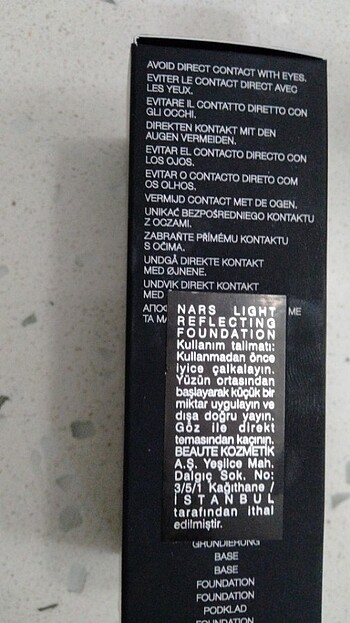 AVOID DIRECT CONTACT WITH EYES.
EVITER LE CONTACT DIRECT AVEC
LES YEUX.
EVITARE IL CONTATTO DIRETTO CON
GLI OCCHI.
DIREKTEN KONTAKT MIT DEN
AUGEN VERMEIDEN.
EVITAR EL CONTACTO DIRECTO CON
LOS OJOS.
EVITAR O CONTACTO DIRETO COM
OS OLHOS.
VERMIJD CONTACT MET DE OGEN.
UNIKAĆ BEZPOŚREDNIEGO KONTAKTU
Z OCZAMI.
ZABRAŇTE PŘÍMÉMU KONTAKTU
S OČIMA.
UNDGÅ DIREKTE KONTAKT
MED ØJNENE.
UNDVIK DIREKT KONTAKT
MED
ME
TA
NARS LIGHT
REFLECTING
FOUNDATION
Kullanım talimatı:
Kullanmadan önce
iyice çalkalayın.
Yüzün ortasından
başlayarak küçük bir
miktar uygulayın ve
dışa doğru yayın.
Göz ile direkt
temasından kaçının.
BEAUTE KOZMETİK
A.Ş. Yeşilce Mah.
Dalgıç Sok. No:
3/5/1 Kağıthane /
İSTANBUL
tarafından ithal
edilmiştir.
GRUNDIERUNG
BASE
BASE
FOUNDATION
FOUNDATION
PODKLAD
FOUNDATION